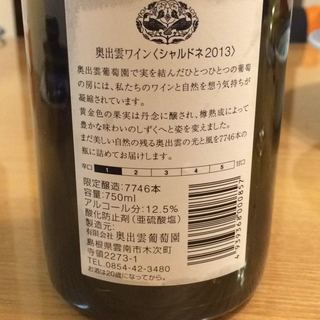 奥出雲ワイン〈シャルドネ2013〉
奥出雲葡萄園で実を結んだひとつひとつの葡萄
の房には、私たちのワインと自然を想う気持ちが
凝縮されています。
黄金色の果実は丹念に醸され、樽熟成によって
豊かな味わいのしずくへと姿を変えました。
まだ美しい自然の残る奥出雲の光と風を7746本の
瓶に詰めてお届けします。
辛口 1 2 3 4 5 甘口
限定醸造:7746本
容量:750ml
アルコール分:12.5%
酸化防止剤(亜硫酸塩)
製造元:
有限会社 奥出雲葡萄園
島根県雲南市木次町
寺領2273-1
TEL.0854-42-3480
お酒は20歳になってから。
4939368000857